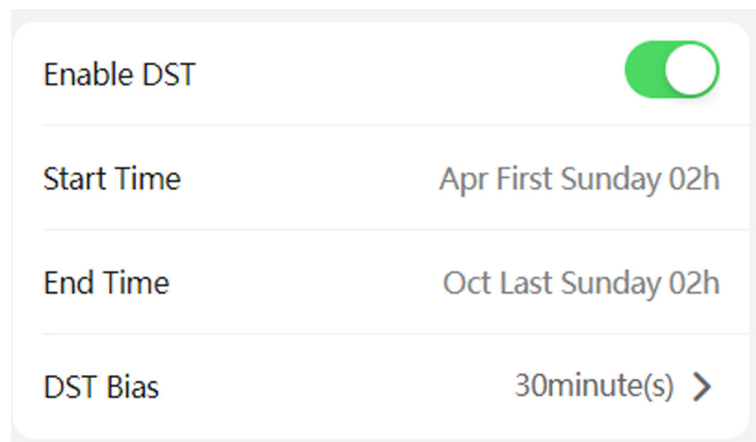 Enable DST
Start Time Apr First Sunday 02h
End Time Oct Last Sunday 02h
DST Bias 30minute(s)